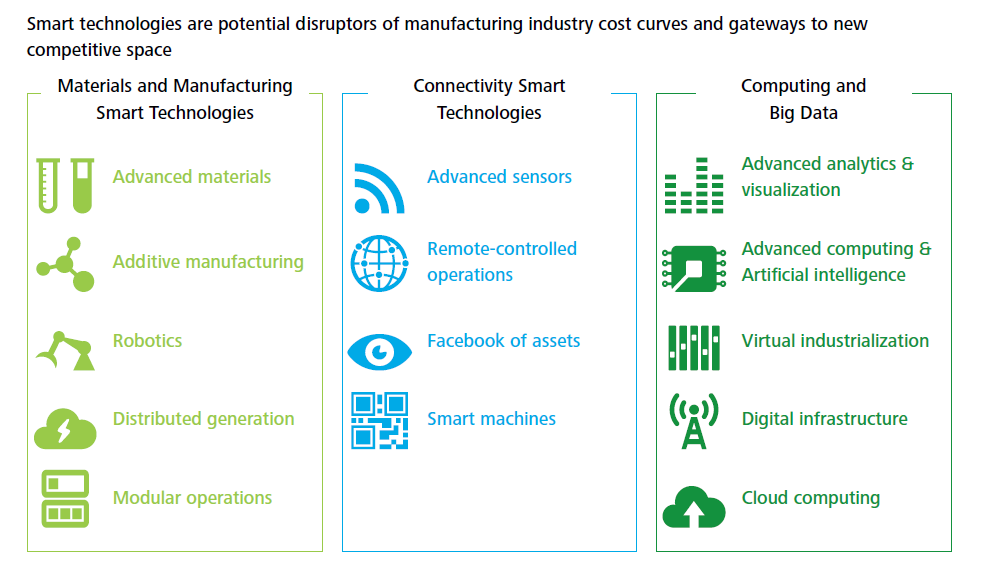 Smart technologies are potential disruptors of manufacturing industry cost curves and gateways to new
competitive space
Materials and Manufacturing
Smart Technologies
Advanced materials
Additive manufacturing
Robotics
Distributed generation
Modular operations
Connectivity Smart
Technologies
Advanced sensors
Remote-controlled
operations
Facebook of assets
Smart machines
Computing and
Big Data
Advanced analytics &
visualization
Advanced computing &
Artificial intelligence
Virtual industrialization
Digital infrastructure
Cloud computing